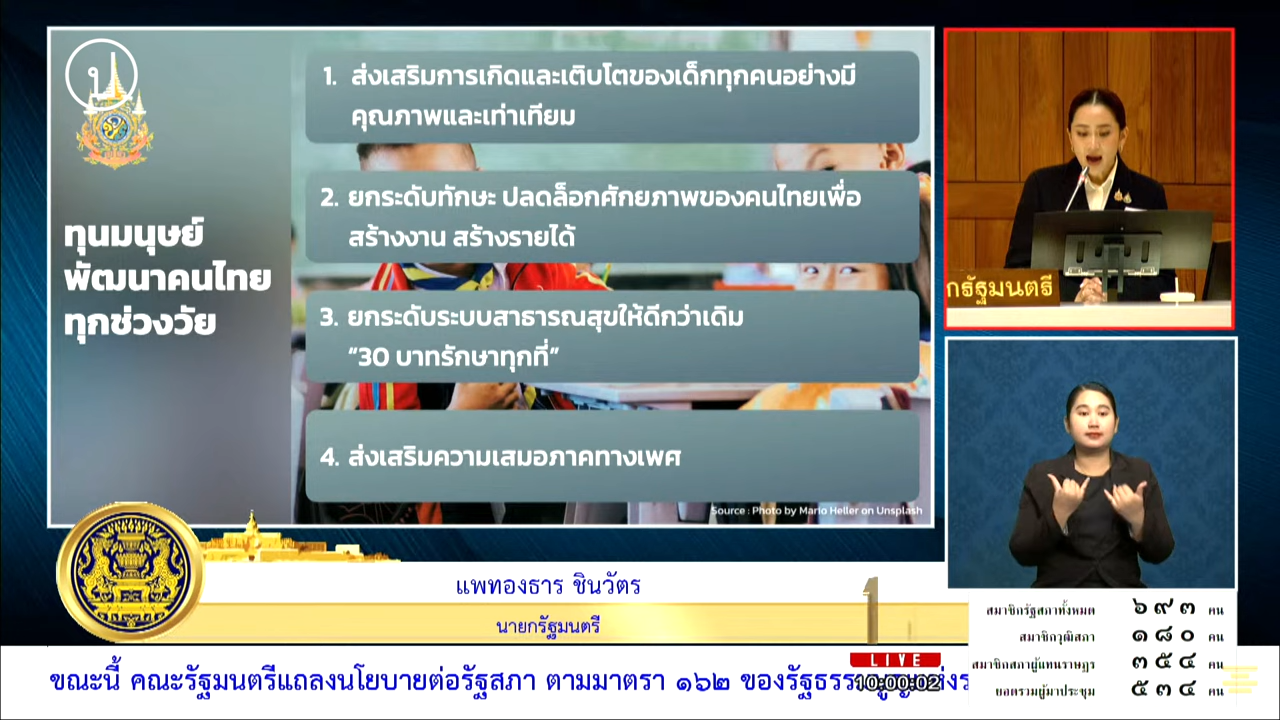 ป
ทุนมนุษย์
พัฒนาคนไทย
ทุกช่วงวัย
1. ส่งเสริมการเกิดและเติบโตของเด็กทุกคนอย่างมี
คุณภาพและเท่าเทียม
2. ยกระดับทักษะ ปลดล็อกศักยภาพของคนไทยเพื่อ
สร้างงาน สร้างรายได้
3. ยกระดับระบบสาธารณสุขให้ดีกว่าเดิม
“30 บาทรักษาทุกที่”
4. ส่งเสริมความเสมอภาคทางเพศ
Source : Photo by Mario Heller on Unsplash
กรัฐมนตรี
แพทองธาร ชินวัตร
นายกรัฐมนตรี
1
LIVE
10:00:02
สมาชิกรัฐสภาทั้งหมด ๖๙๓ คน
สมาชิกวุฒิสภา ๑๘๐ คน
สมาชิกสภาผู้แทนราษฎร ๓๕๔ คน
ยอดรวมผู้มาประชุม ๕๓๔ คน
ขณะนี้ คณะรัฐมนตรีแถลงนโยบายต่อรัฐสภา ตามมาตรา ๑๖๒ ของ